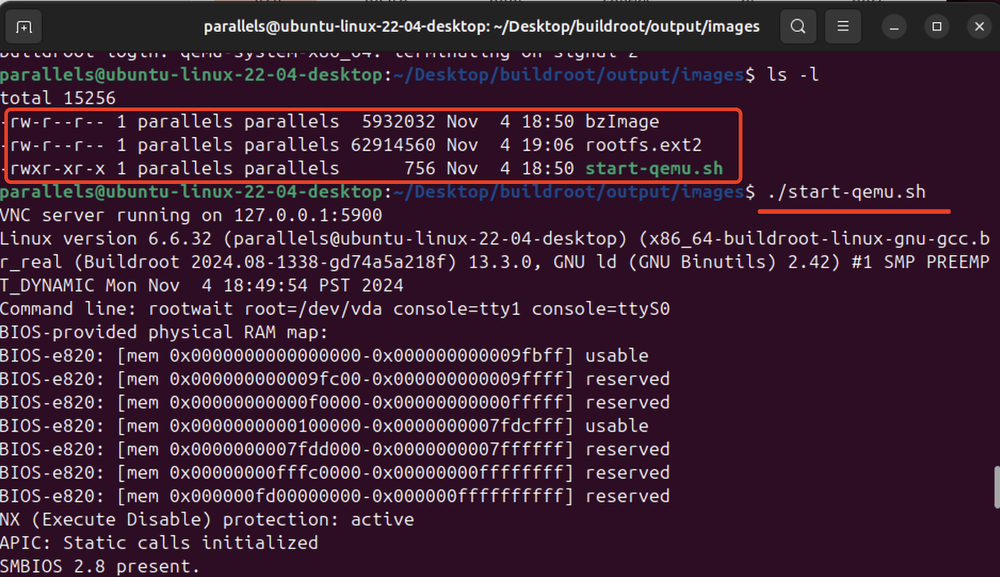 parallels@ubuntu-linux-22-04-desktop: ~/Desktop/buildroot/output/images
buildroot login: qemu-system-x86_64: terminating on signal 2
parallels@ubuntu-linux-22-04-desktop:~/Desktop/buildroot/output/images$ ls -l
total 15256
-rw-r--r-- 1 parallels parallels  5932032 Nov  4 18:50 bzImage
-rw-r--r-- 1 parallels parallels 62914560 Nov  4 19:06 rootfs.ext2
-rwxr-xr-x 1 parallels parallels      756 Nov  4 18:50 start-qemu.sh
parallels@ubuntu-linux-22-04-desktop:~/Desktop/buildroot/output/images$ ./start-qemu.sh
VNC server running on 127.0.0.1:5900
Linux version 6.6.32 (parallels@ubuntu-linux-22-04-desktop) (x86_64-buildroot-linux-gnu-gcc.b
r_real (Buildroot 2024.08-1338-gd74a5a218f) 13.3.0, GNU ld (GNU Binutils) 2.42) #1 SMP PREEMP
T_DYNAMIC Mon Nov  4 18:49:54 PST 2024
Command line: rootwait root=/dev/vda console=tty1 console=ttyS0
BIOS-provided physical RAM map:
BIOS-e820: [mem 0x0000000000000000-0x000000000009fbff] usable
BIOS-e820: [mem 0x000000000009fc00-0x000000000009ffff] reserved
BIOS-e820: [mem 0x00000000000f0000-0x00000000000fffff] reserved
BIOS-e820: [mem 0x0000000000100000-0x0000000007fdcfff] usable
BIOS-e820: [mem 0x0000000007fdd000-0x0000000007ffffff] reserved
BIOS-e820: [mem 0x00000000fffc0000-0x00000000ffffffff] reserved
BIOS-e820: [mem 0x000000fd00000000-0x000000ffffffffff] reserved
NX (Execute Disable) protection: active
APIC: Static calls initialized
SMBIOS 2.8 present.